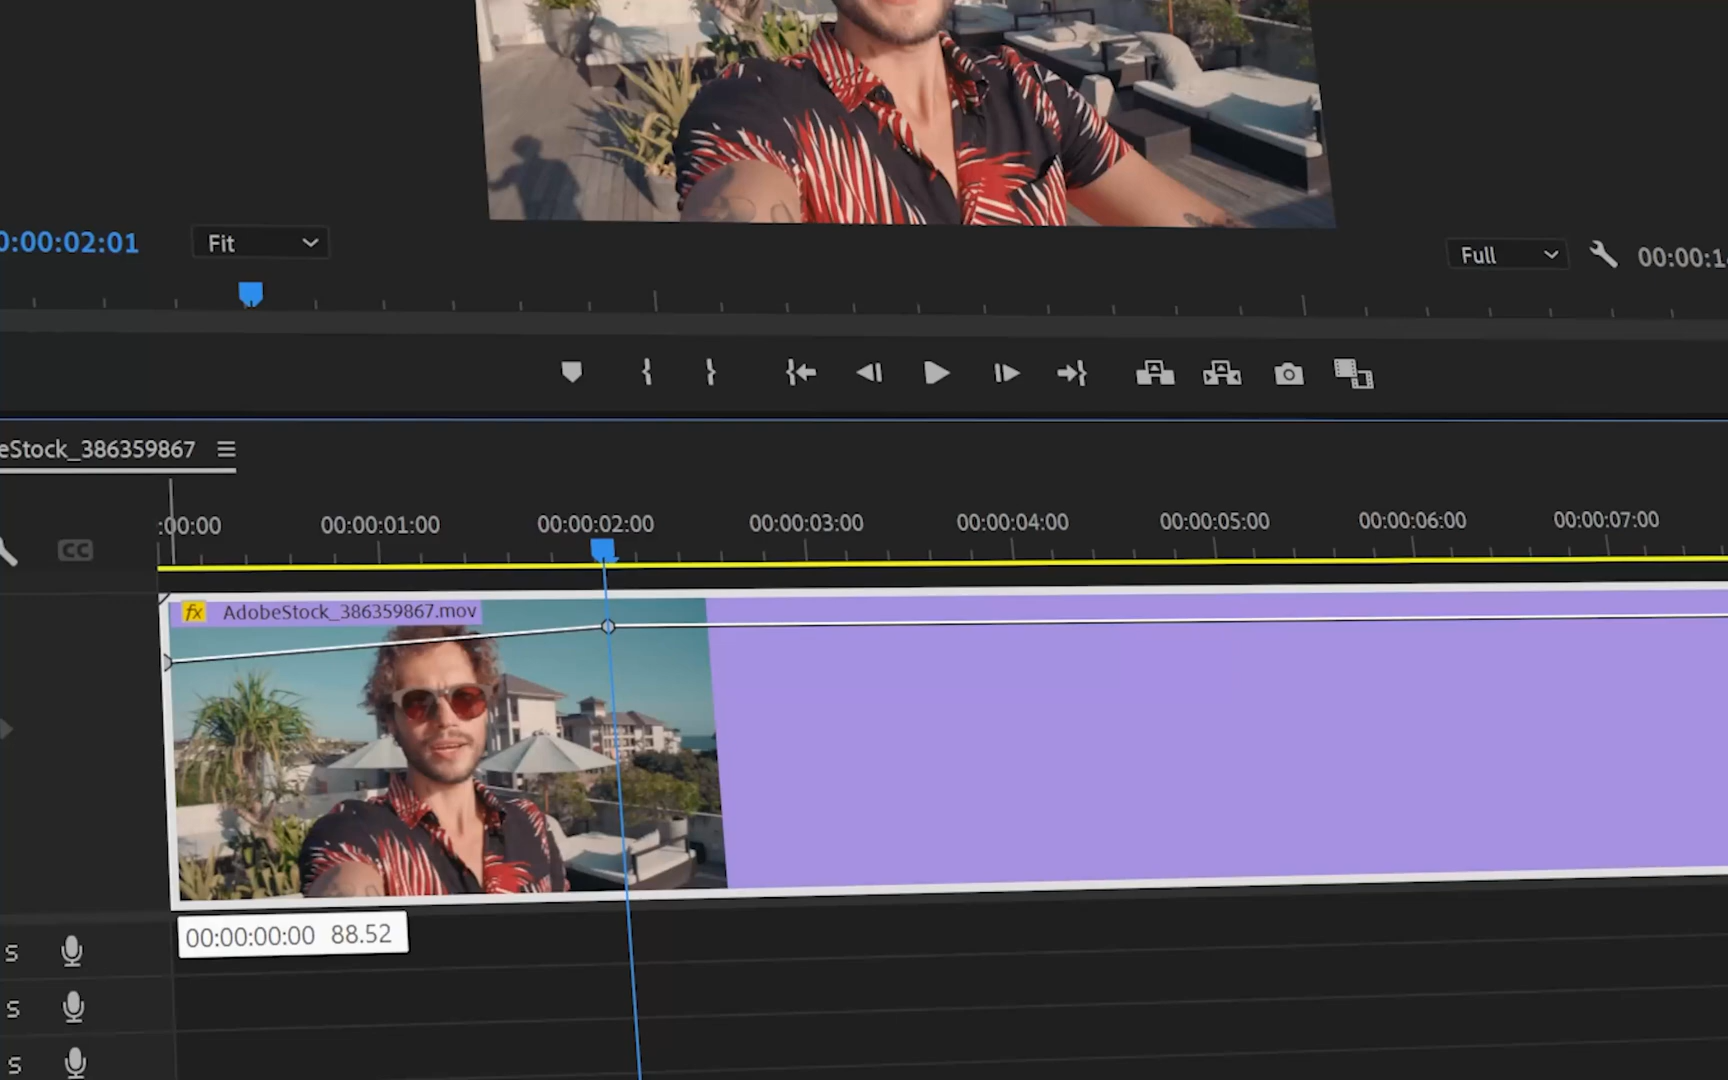 0:00:02:01
Fit
Full
00:00:1
eStock_386359867
:00:00
00:00:01:00
00:00:02:00
00:00:03:00
00:00:04:00
00:00:05:00
00:00:06:00
00:00:07:00
CC
fx AdobeStock_386359867.mov
00:00:00:00 88.52
S
S
S